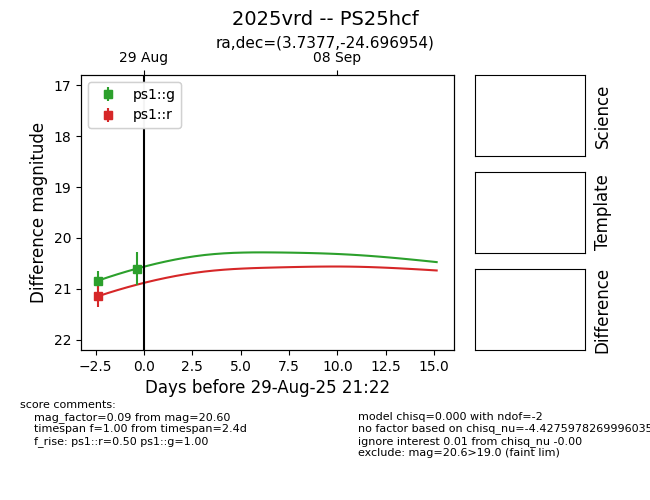 2025vrd -- PS25hcf
ra,dec=(3.7377,-24.696954)
29 Aug
08 Sep
ps1::g
ps1::r
17
18
19
20
21
22
Difference magnitude
−2.5
0.0
2.5
5.0
7.5
10.0
12.5
15.0
Days before 29-Aug-25 21:22
Science
Template
Difference
score comments:
mag_factor=0.09 from mag=20.60
timespan f=1.00 from timespan=2.4d
f_rise: ps1::r=0.50 ps1::g=1.00
model chisq=0.000 with ndof=-2
no factor based on chisq_nu=-4.4275978269996035
ignore interest 0.01 from chisq_nu -0.00
exclude: mag=20.6>19.0 (faint lim)